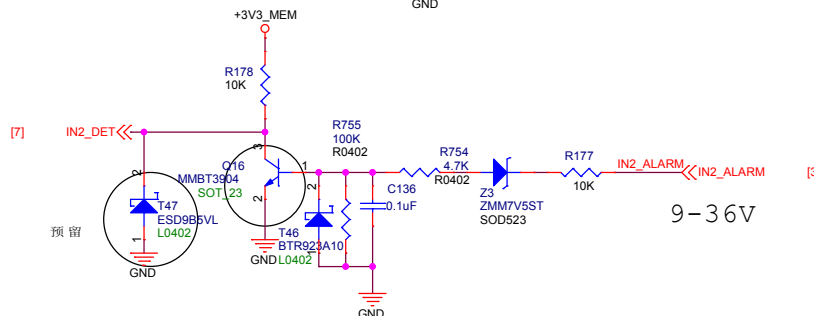 GND
+3V3_MEM
R178
10K
[7]
IN2_DET
R755
100K
R0402
3
Q16
1
MMBT3904
SOT_23
2
R754
4.7K
R0402
Z3
ZMM7V5ST
SOD523
R177
10K
IN2_ALARM
IN2_ALARM
[3
9-36V
C136
0.1uF
2
T47
ESD9B5VL
L0402
1
预留
GND
2
T46
BTR923A10
L0402
1
GND
GND